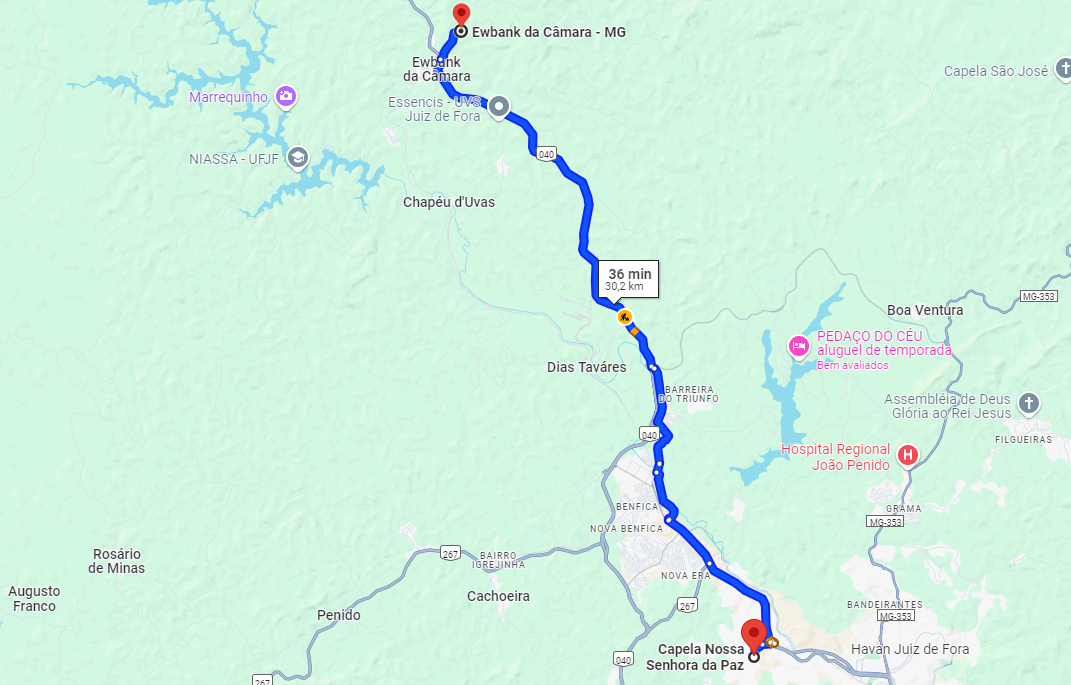 Ewbank da Câmara - MG
Ewbank
da Câmara
Capela São José
Marrequinho
Essencis - UVS
Juiz de Fora
NIASSA - UFJF
040
Chapéu d'Uvas
36 min
30,2 km
MG-353
Boa Ventura
PEDAÇO DO CÉU
aluguel de temporada
Bem avaliados
Dias Taváres
BARREIRA
DO TRIUNFO
Assembléia de Deus
Glória ao Rei Jesus
040
FILGUEIRAS
Hospital Regional
João Penido
H
BENFICA
GRAMA
MG-353
NOVA BENFICA
267
BAIRRO
IGREJINHA
Rosário
de Minas
NOVA ERA
Augusto
Franco
Cachoeira
267
BANDEIRANTES
MG-353
Penido
Capela Nossa
Senhora da Paz
Havan Juiz de Fora
040
267